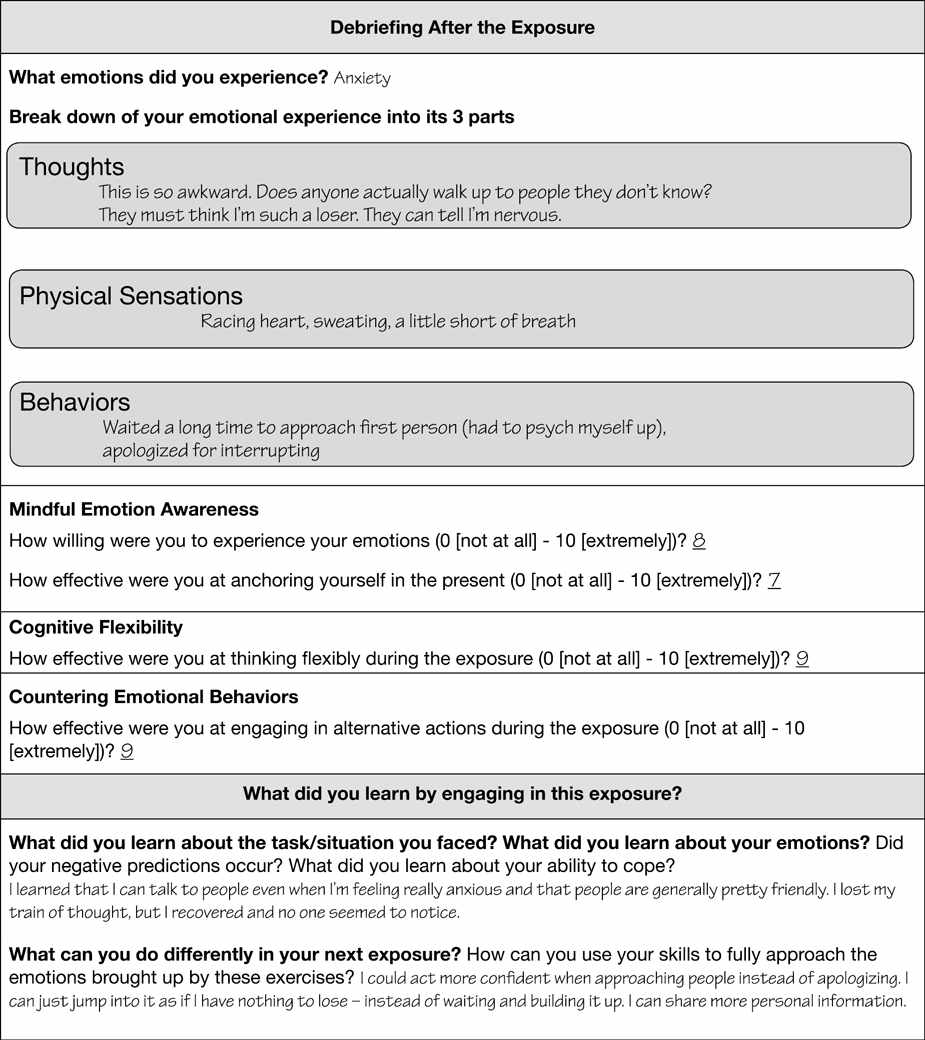 Debriefing After the Exposure
What emotions did you experience? Anxiety
Break down of your emotional experience into its 3 parts
Thoughts
This is so awkward. Does anyone actually walk up to people they don't know?
They must think I'm such a loser. They can tell I'm nervous.
Physical Sensations
Racing heart, sweating, a little short of breath
Behaviors
Waited a long time to approach first person (had to psych myself up),
apologized for interrupting
Mindful Emotion Awareness
How willing were you to experience your emotions (0 [not at all] - 10 [extremely])? 8
How effective were you at anchoring yourself in the present (0 [not at all] - 10 [extremely])? 7
Cognitive Flexibility
How effective were you at thinking flexibly during the exposure (0 [not at all] - 10 [extremely])? 9
Countering Emotional Behaviors
How effective were you at engaging in alternative actions during the exposure (0 [not at all] - 10
[extremely])? 9
What did you learn by engaging in this exposure?
What did you learn about the task/situation you faced? What did you learn about your emotions? Did
your negative predictions occur? What did you learn about your ability to cope?
I learned that I can talk to people even when I'm feeling really anxious and that people are generally pretty friendly. I lost my
train of thought, but I recovered and no one seemed to notice.
What can you do differently in your next exposure? How can you use your skills to fully approach the
emotions brought up by these exercises? I could act more confident when approaching people instead of apologizing. I
can just jump into it as if I have nothing to lose – instead of waiting and building it up. I can share more personal information.